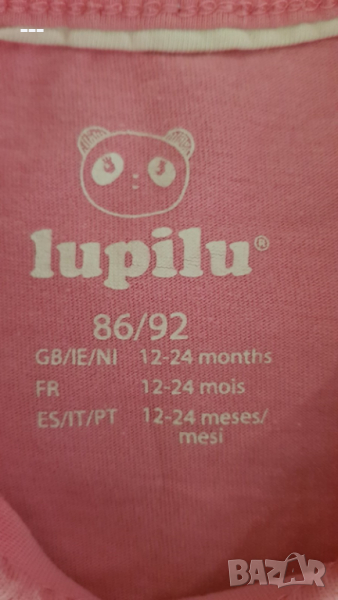 lupilu®
86/92
GB/IE/NI 12-24 months
FR 12-24 mois
ES/IT/PT 12-24 meses/
mesi
BAZAR